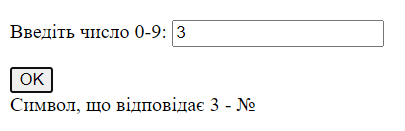 Введіть число 0-9: 3
OK
Символ, що відповідає 3 - №